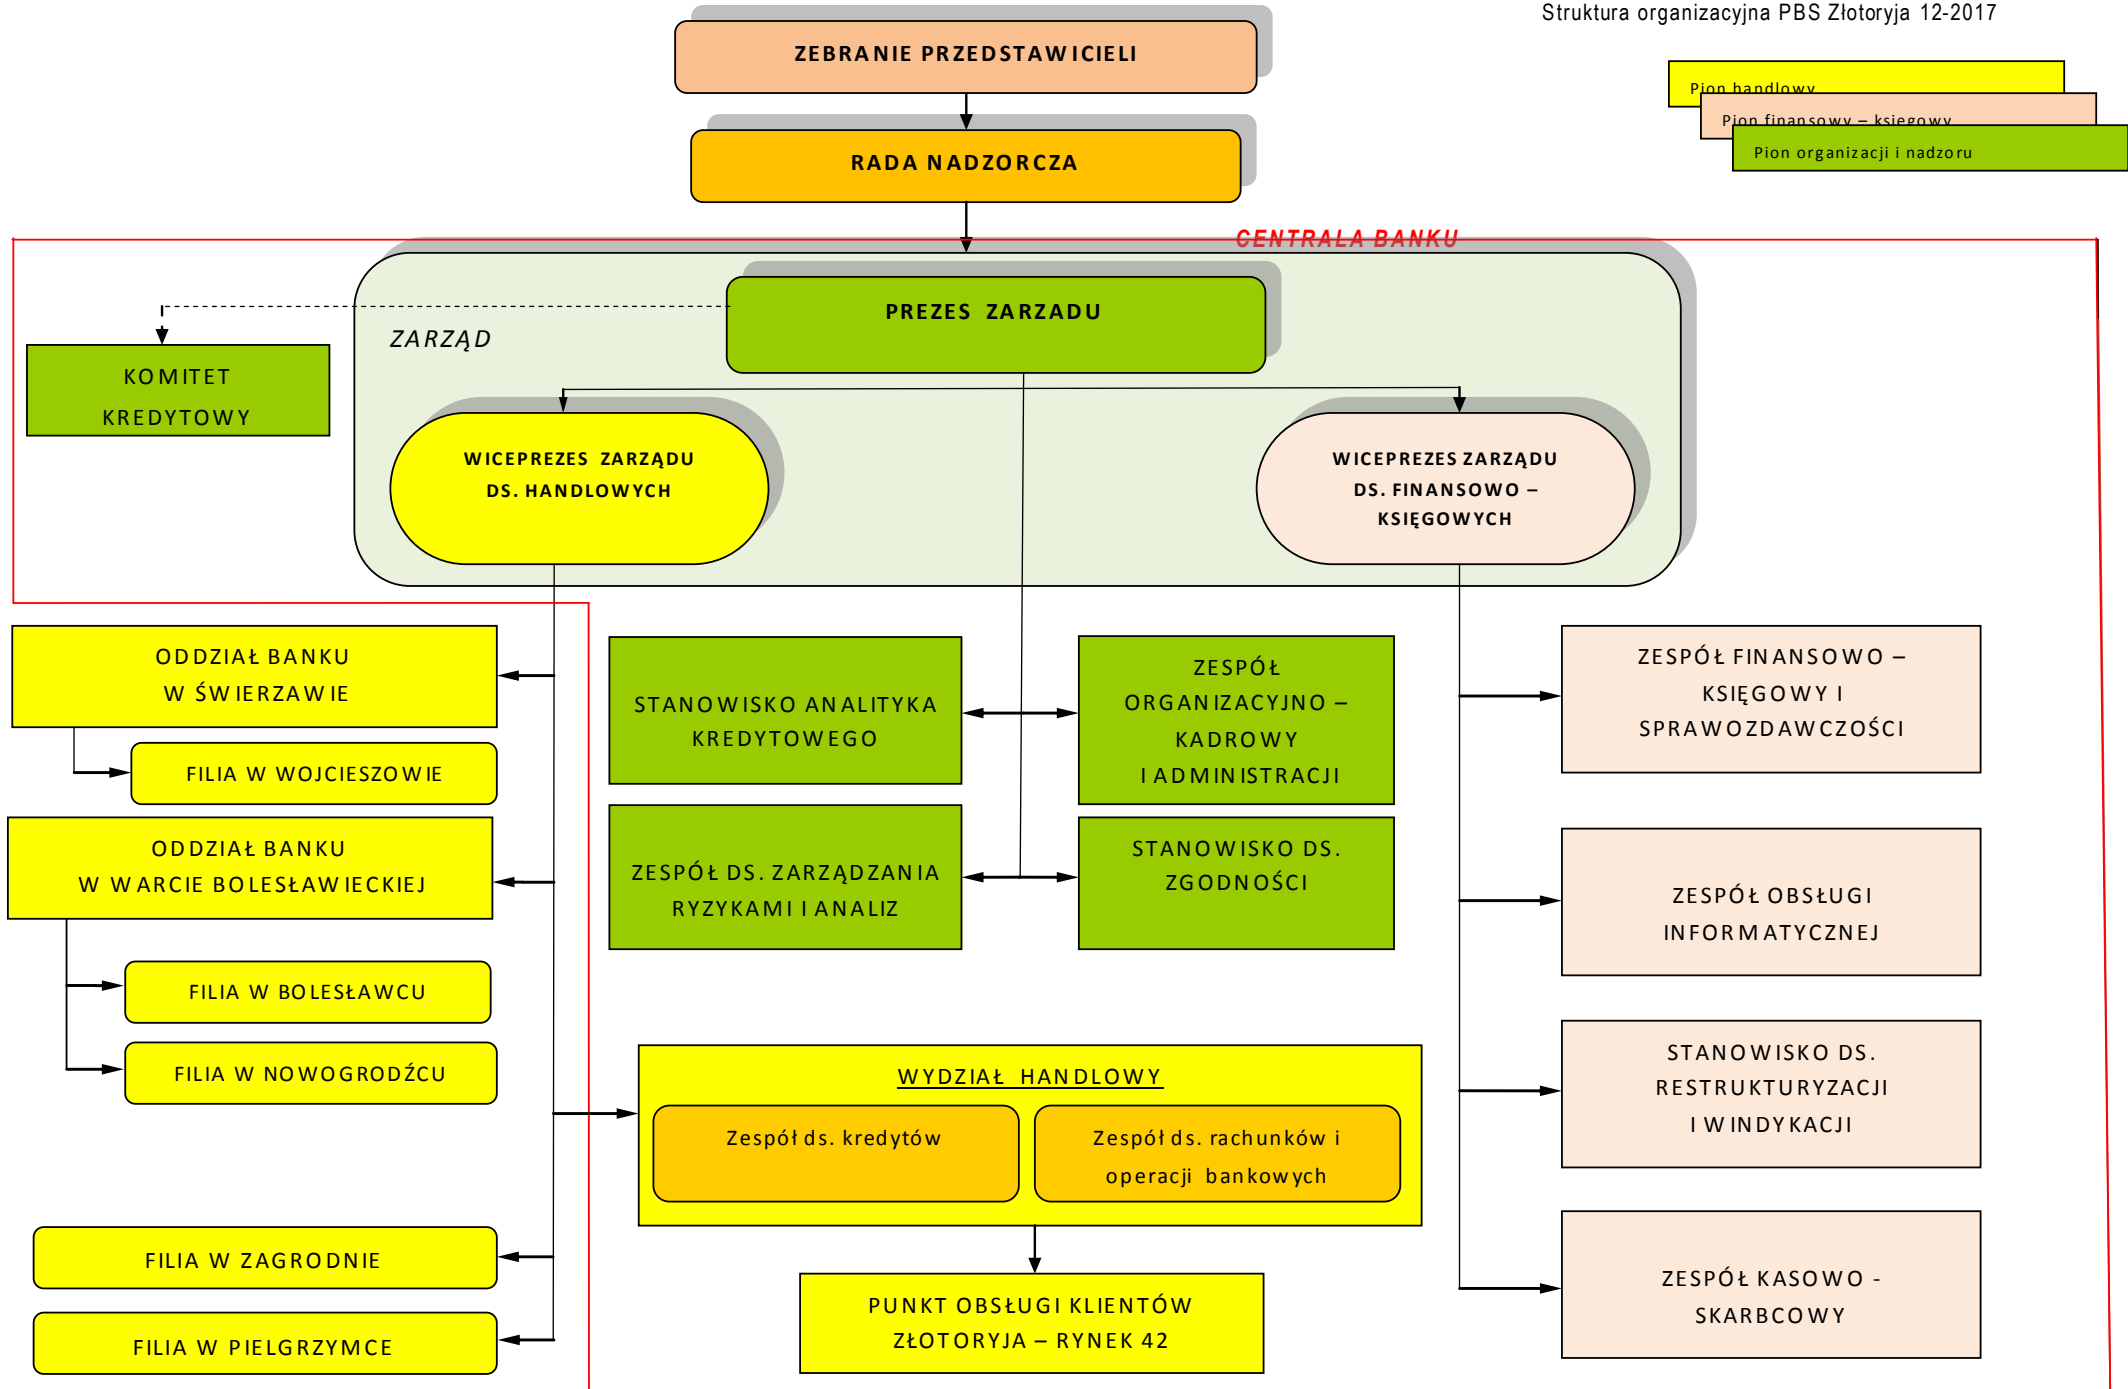 Struktura organizacyjna PBS Złotoryja 12-2017
ZEBRANIE PRZEDSTAWICIELI
Pion handlowy
Pion finansowy – księgowy
Pion organizacji i nadzoru
RADA NADZORCZA
CENTRALA BANKU
PREZES ZARZADU
ZARZĄD
KOMITET
KREDYTOWY
WICEPREZES ZARZĄDU
DS. HANDLOWYCH
WICEPREZES ZARZĄDU
DS. FINANSOWO –
KSIĘGOWYCH
ODDZIAŁ BANKU
W ŚWIERZAWIE
FILIA W WOJCIESZOWIE
ODDZIAŁ BANKU
W WARCIE BOLESŁAWIECKIEJ
FILIA W BOLESŁAWCU
FILIA W NOWOGRODŹCU
FILIA W ZAGRODNIE
FILIA W PIELGRZYMCE
STANOWISKO ANALITYKA
KREDYTOWEGO
ZESPÓŁ
ORGANIZACYJNO –
KADROWY
I ADMINISTRACJI
ZESPÓŁ DS. ZARZĄDZANIA
RYZYKAMI I ANALIZ
STANOWISKO DS.
ZGODNOŚCI
WYDZIAŁ HANDLOWY
Zespół ds. kredytów
Zespół ds. rachunków i
operacji bankowych
PUNKT OBSŁUGI KLIENTÓW
ZŁOTORYJA – RYNEK 42
ZESPÓŁ FINANSOWO –
KSIĘGOWY I
SPRAWOZDAWCZOŚCI
ZESPÓŁ OBSŁUGI
INFORMATYCZNEJ
STANOWISKO DS.
RESTRUKTURYZACJI
I WINDYKACJI
ZESPÓŁ KASOWO -
SKARBCOWY